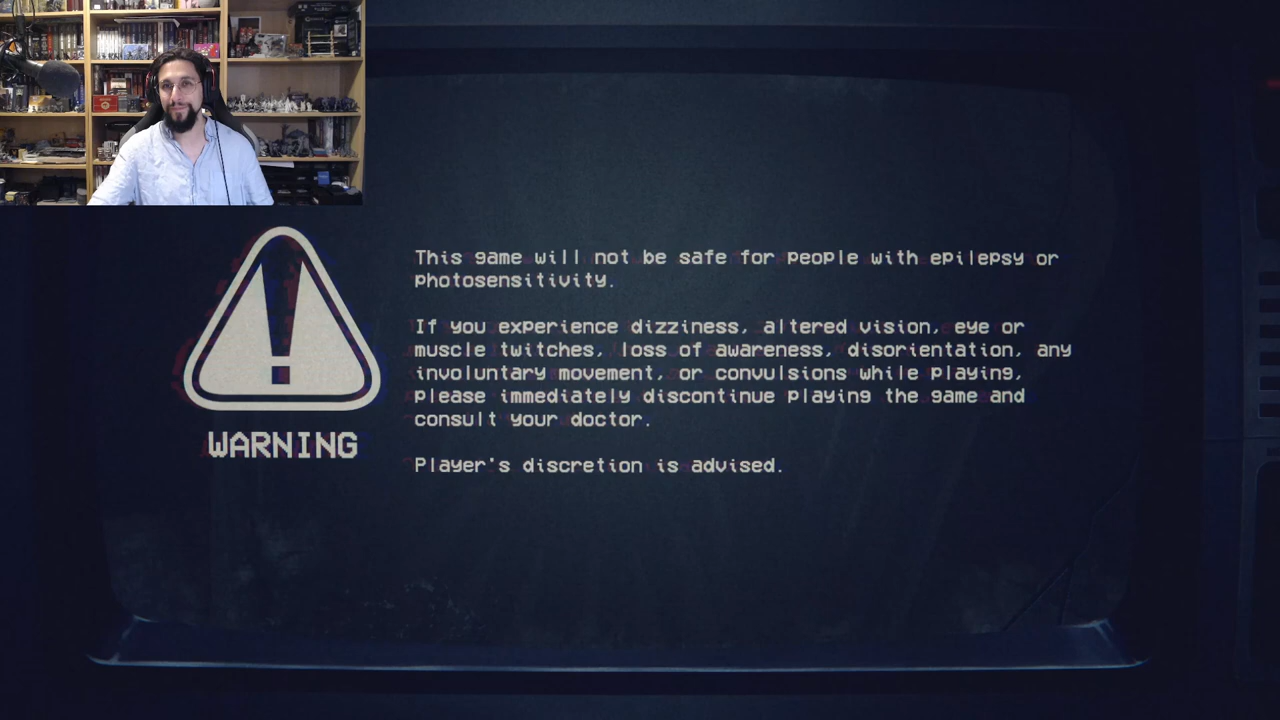 This game will not be safe for people with epilepsy or
photosensitivity.
If you experience dizziness, altered vision, eye or
muscle twitches, loss of awareness, disorientation, any
involuntary movement, or convulsions while playing,
please immediately discontinue playing the game and
consult your doctor.
WARNING
Player's discretion is advised.